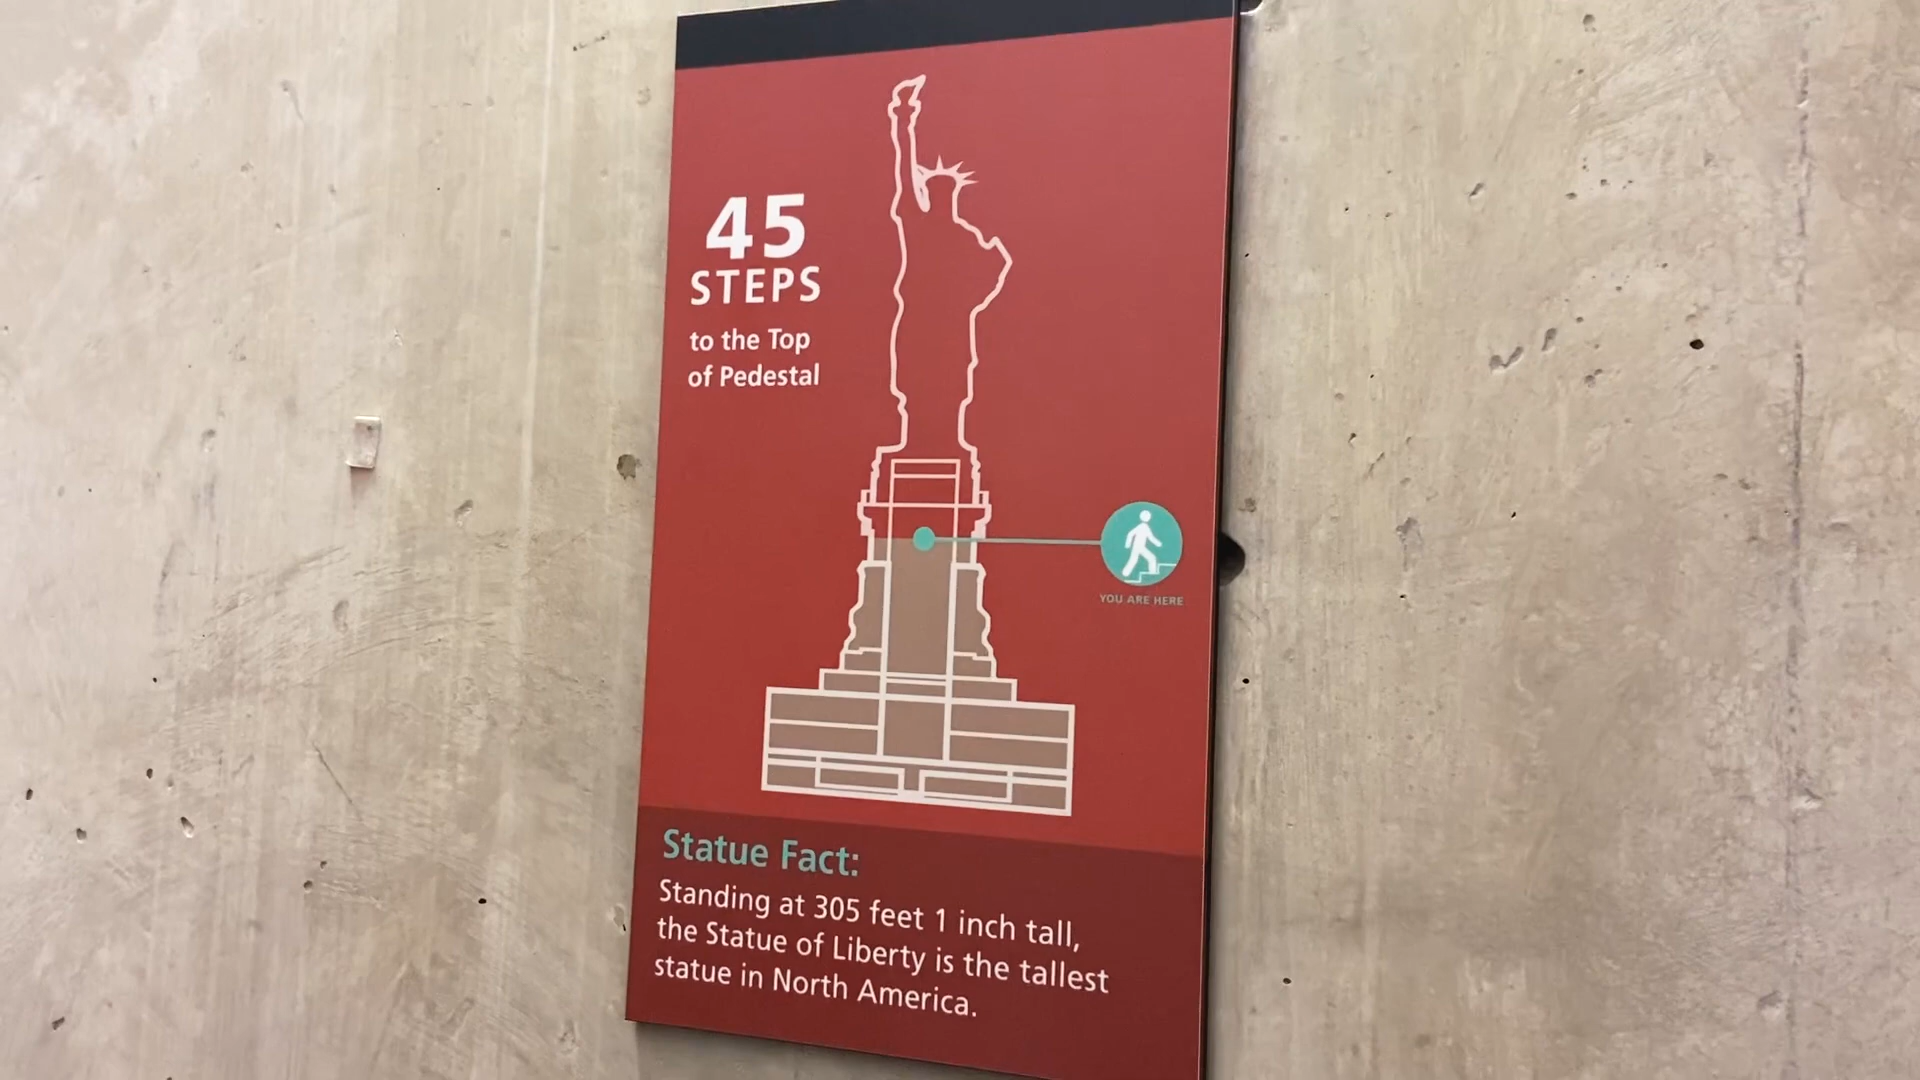 45
STEPS
to the Top
of Pedestal
YOU ARE HERE
Statue Fact:
Standing at 305 feet 1 inch tall,
the Statue of Liberty is the tallest
statue in North America.